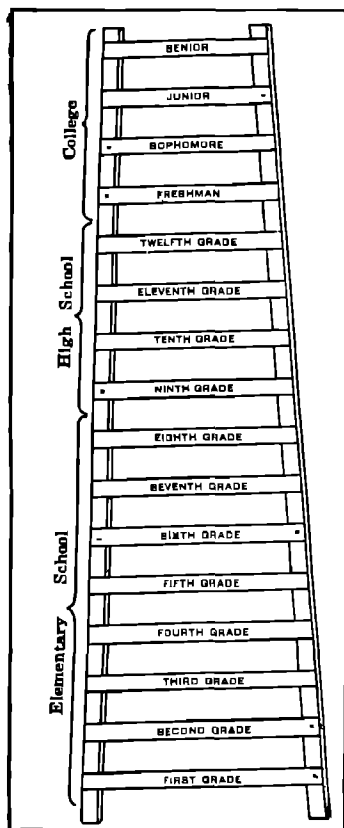 SENIOR
JUNIOR
SOPHOMORE
FRESHMAN
TWELFTH GRADE
ELEVENTH GRADE
TENTH GRADE
NINTH GRADE
EIGHTH GRADE
SEVENTH GRADE
SIXTH GRADE
FIFTH GRADE
FOURTH GRADE
THIRD GRADE
SECOND GRADE
FIRST GRADE
College
High School
Elementary School